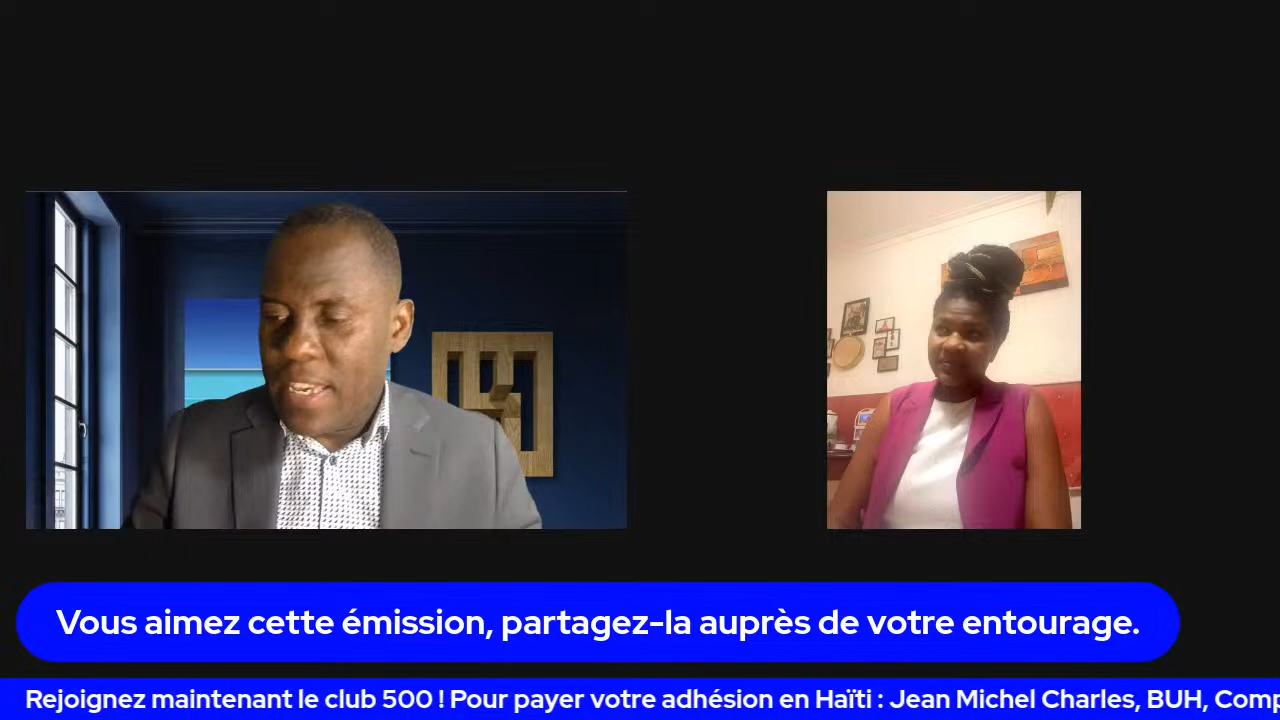 Vous aimez cette émission, partagez-la auprès de votre entourage.
Rejoignez maintenant le club 500 ! Pour payer votre adhésion en Haïti : Jean Michel Charles, BUH, Comp